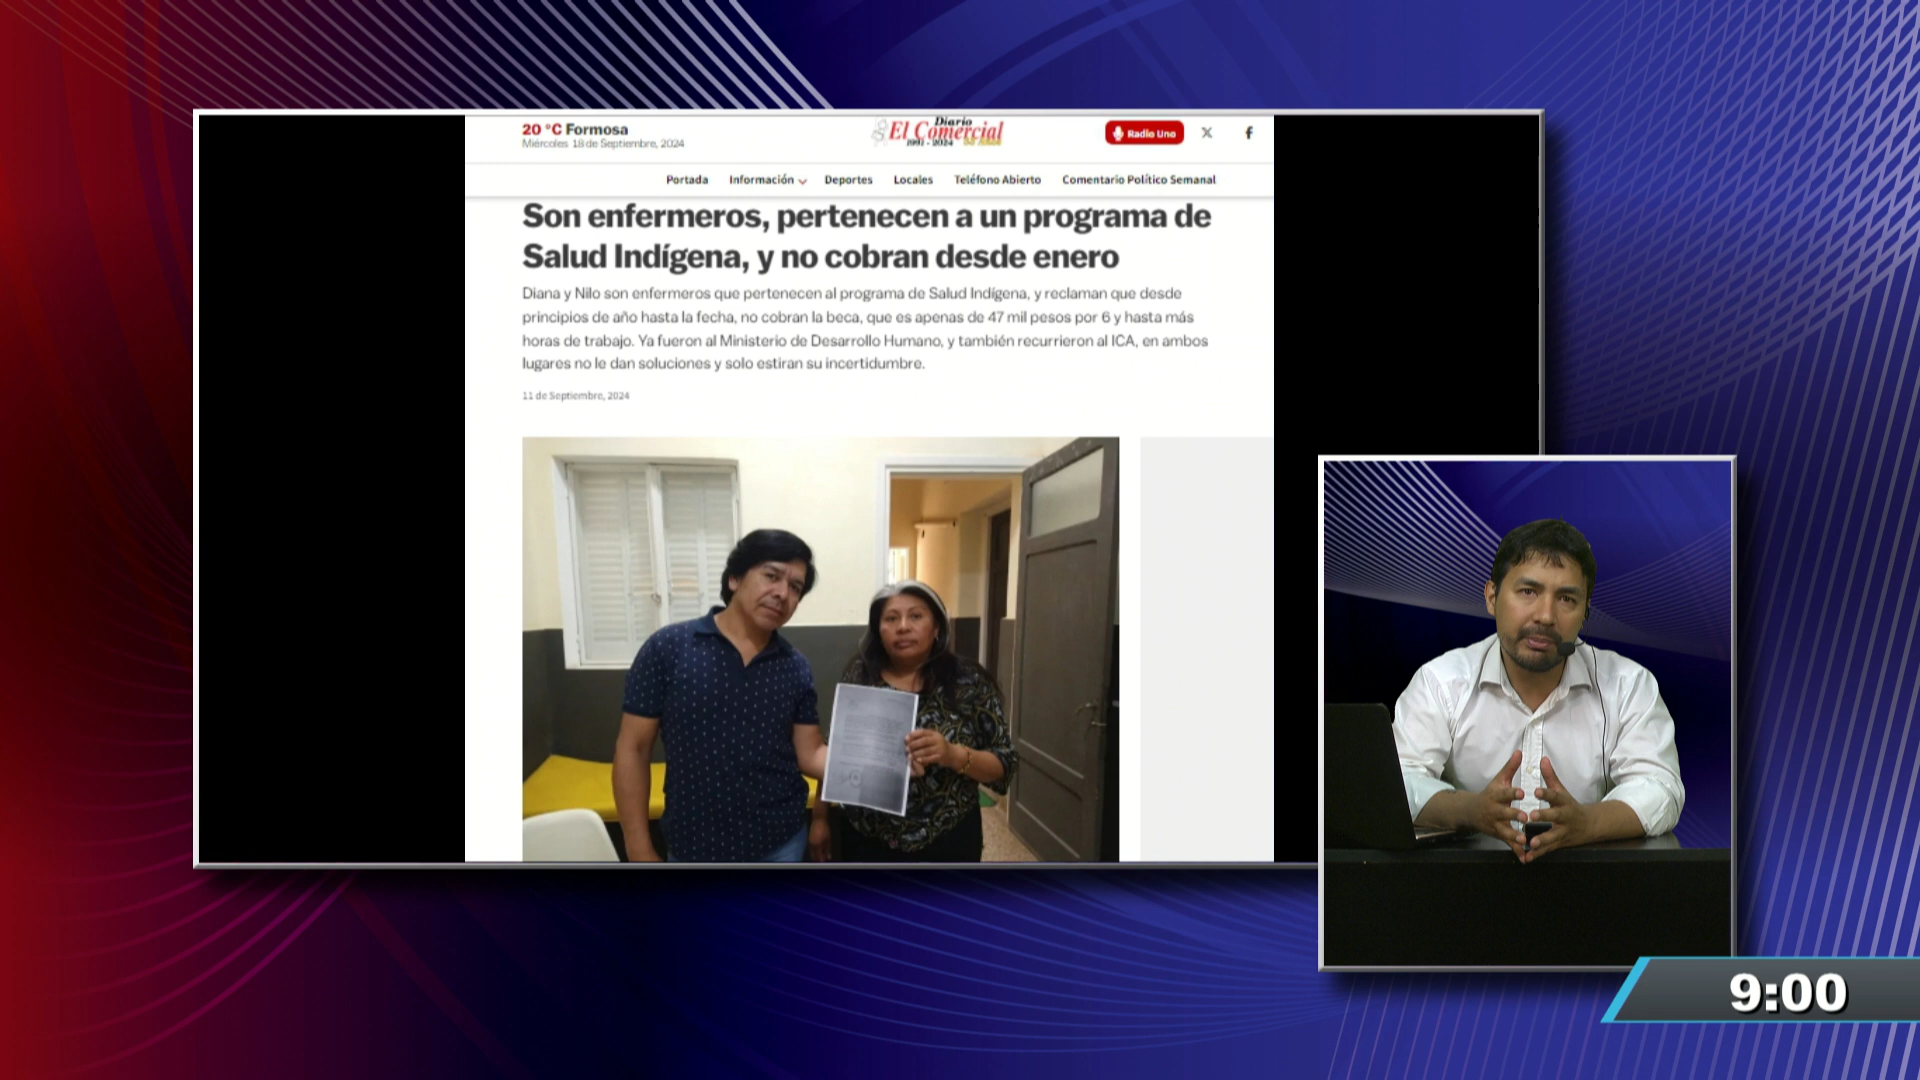 20 °C Formosa
Miércoles 18 de Septiembre, 2024
Diario
El Comercial
1991 - 2024
Radio Uno
Portada Información Deportes Locales Teléfono Abierto Comentario Político Semanal
Son enfermeros, pertenecen a un programa de
Salud Indígena, y no cobran desde enero
Diana y Nilo son enfermeros que pertenecen al programa de Salud Indígena, y reclaman que desde
principios de año hasta la fecha, no cobran la beca, que es apenas de 47 mil pesos por 6 y hasta más
horas de trabajo. Ya fueron al Ministerio de Desarrollo Humano, y también recurrieron al ICA, en ambos
lugares no le dan soluciones y solo estiran su incertidumbre.
11 de Septiembre, 2024
9:00